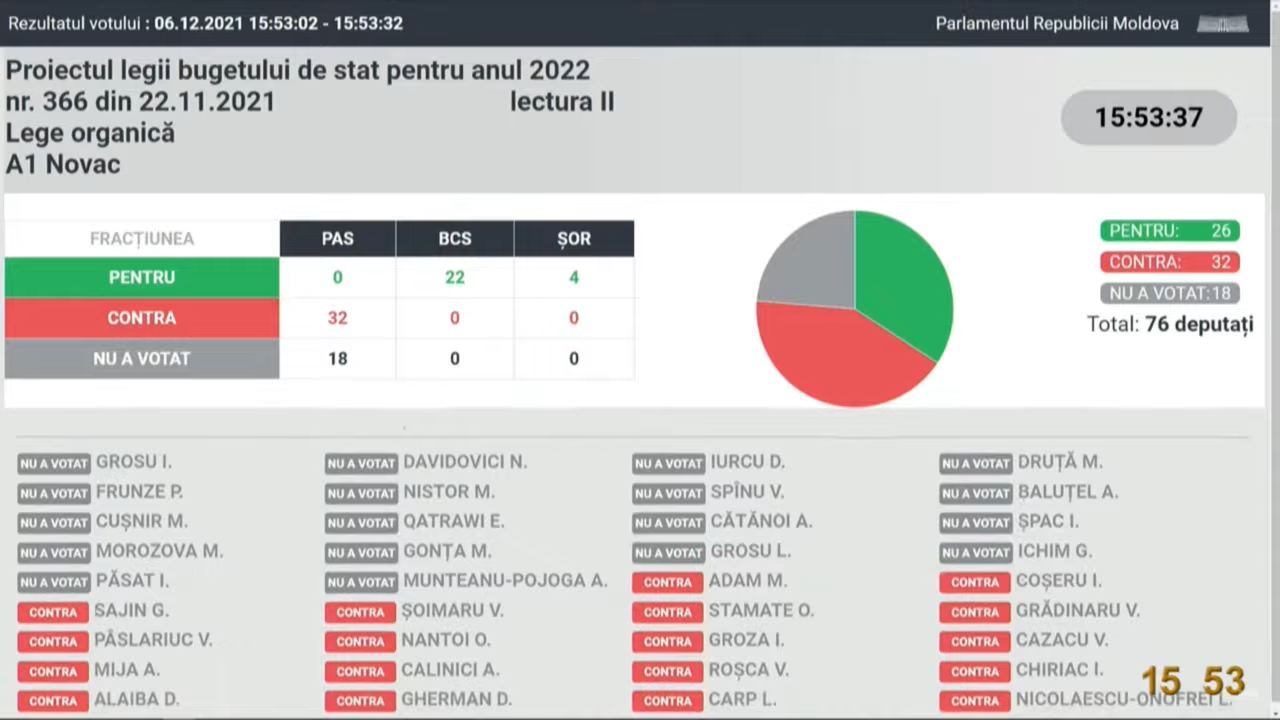 Rezultatul votului : 06.12.2021 15:53:02 - 15:53:32
Parlamentul Republicii Moldova
Proiectul legii bugetului de stat pentru anul 2022
nr. 366 din 22.11.2021 lectura II
Lege organică
A1 Novac
15:53:37
FRACȚIUNEA PAS BCS ȘOR
PENTRU 0 22 4
CONTRA 32 0 0
NU A VOTAT 18 0 0
PENTRU: 26
CONTRA: 32
NU A VOTAT: 18
Total: 76 deputați
NU A VOTAT GROSU I. NU A VOTAT DAVIDOVICI N. NU A VOTAT IURCU D. NU A VOTAT DRUȚĂ M.
NU A VOTAT FRUNZE P. NU A VOTAT NISTOR M. NU A VOTAT SPÎNU V. NU A VOTAT BALUȚEL A.
NU A VOTAT CUȘNIR M. NU A VOTAT QATRAWI E. NU A VOTAT CĂTĂNOI A. NU A VOTAT ȘPAC I.
NU A VOTAT MOROZOVA M. NU A VOTAT GONȚA M. NU A VOTAT GROSU L. NU A VOTAT ICHIM G.
NU A VOTAT PĂSAT I. NU A VOTAT MUNTEANU-POJOGA A. CONTRA ADAM M. CONTRA COȘERU I.
CONTRA SAJIN G. CONTRA ȘOIMARU V. CONTRA STAMATE O. CONTRA GRĂDINARU V.
CONTRA PÂSLARIUC V. CONTRA NANTOI O. CONTRA GROZA I. CONTRA CAZACU V.
CONTRA MIJA A. CONTRA CALINICI A. CONTRA ROȘCA V. CONTRA CHIRIAC I.
CONTRA ALAIBA D. CONTRA GHERMAN D. CONTRA CARP L. CONTRA NICOLAESCU-ONOFREI L.
15 53